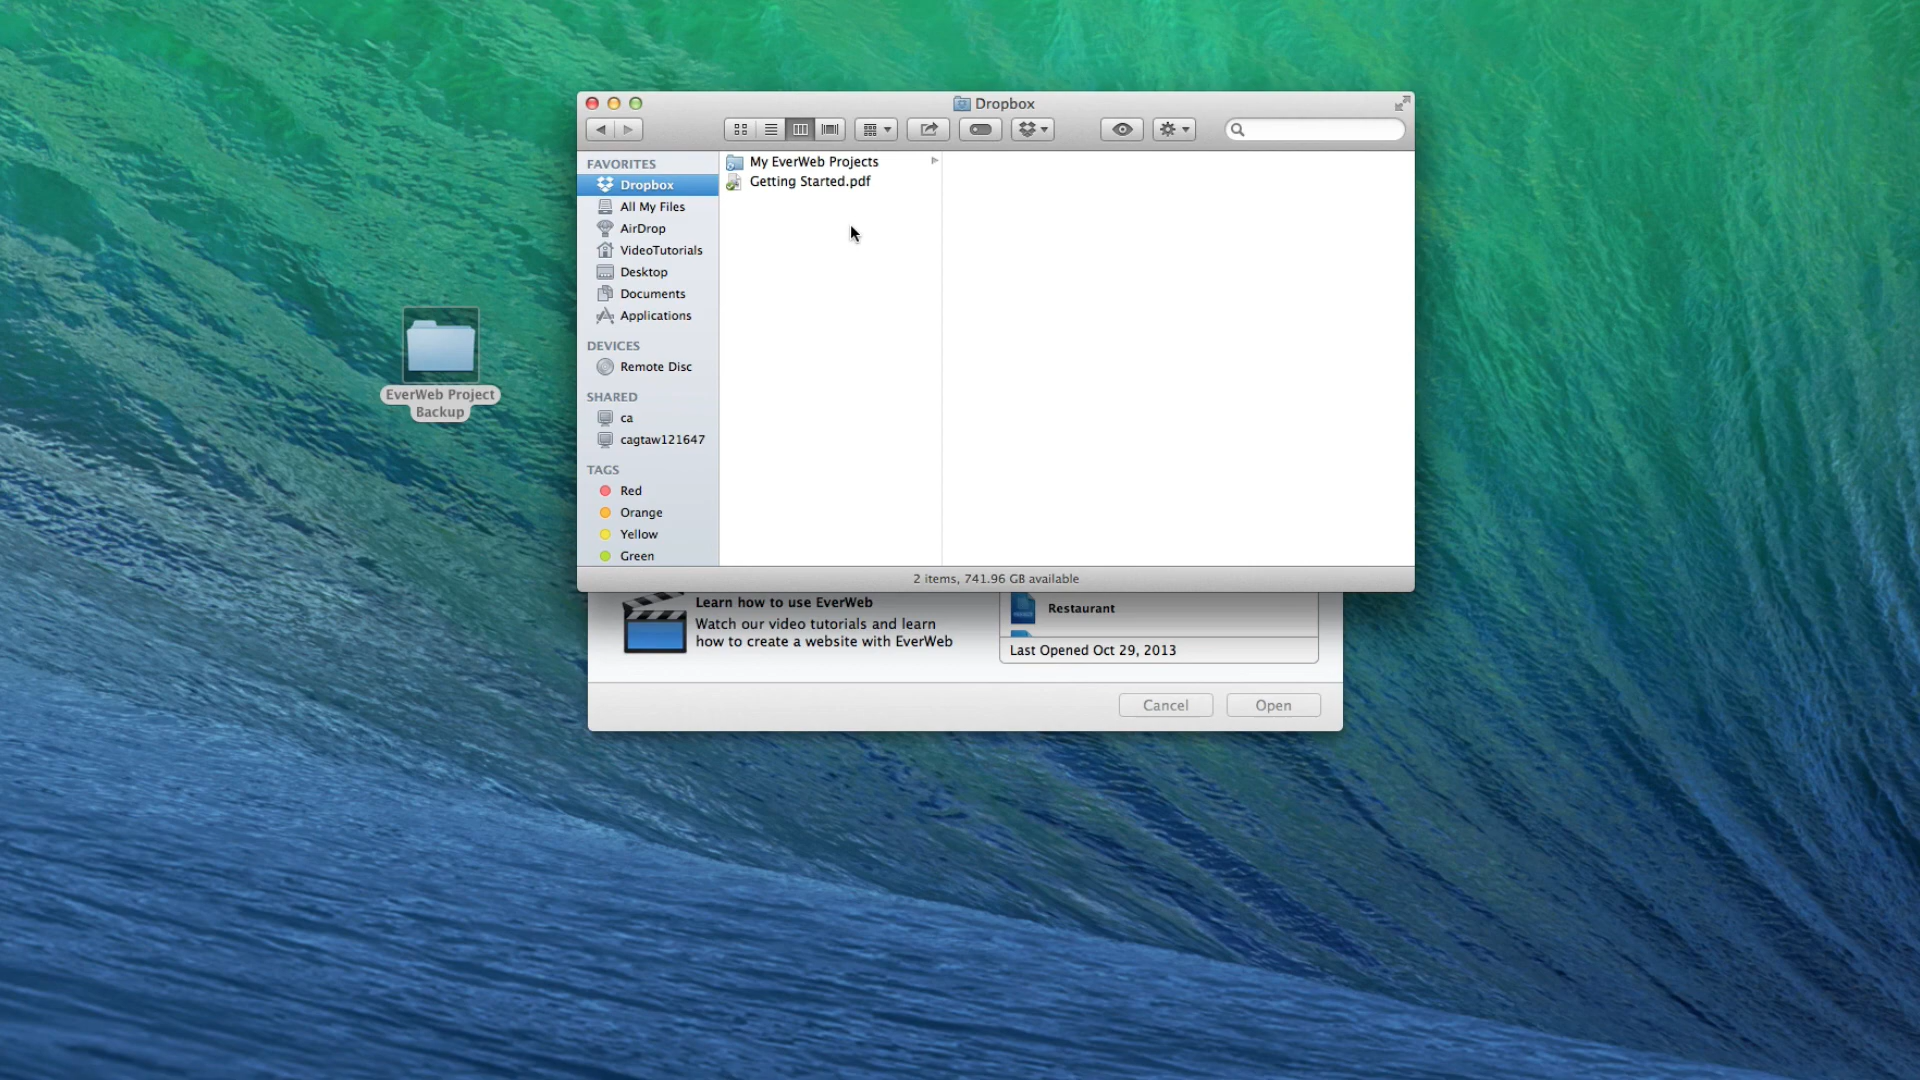 Dropbox
FAVORITES
Dropbox
All My Files
AirDrop
VideoTutorials
Desktop
Documents
Applications
DEVICES
Remote Disc
SHARED
ca
cagtaw121647
TAGS
Red
Orange
Yellow
Green
My EverWeb Projects
Getting Started.pdf
2 items, 741.96 GB available
EverWeb Project
Backup
Learn how to use EverWeb
Watch our video tutorials and learn
how to create a website with EverWeb
Restaurant
Last Opened Oct 29, 2013
Cancel
Open